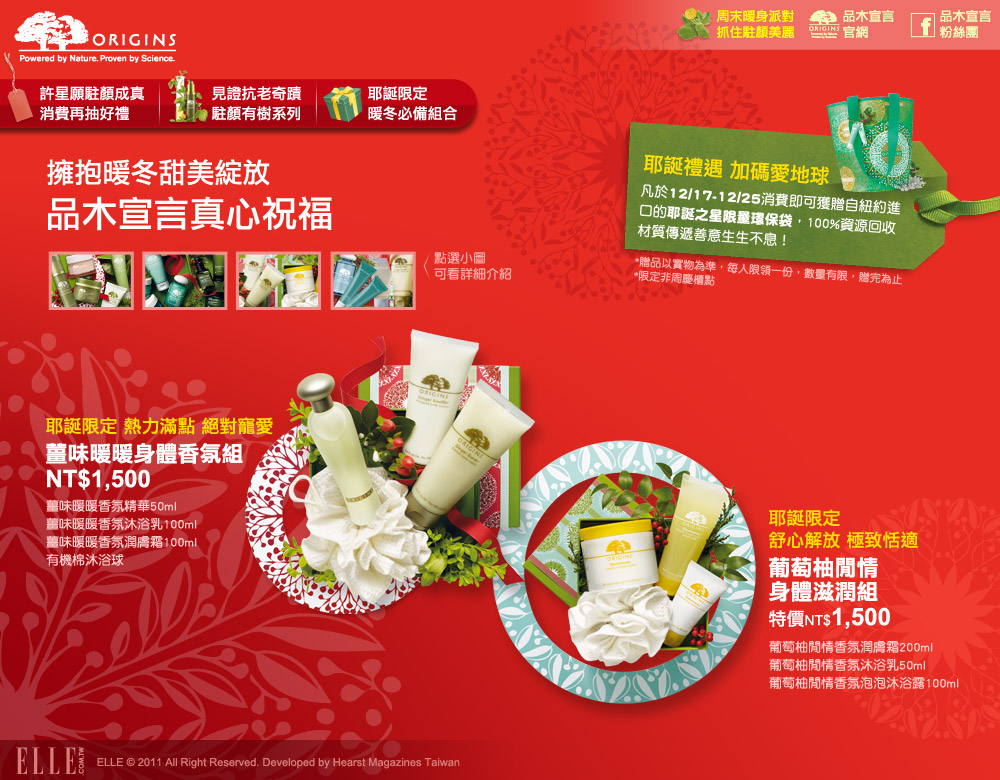 ORIGINS
Powered by Nature. Proven by Science.
周末暖身派對
抓住駐顏美麗
ORIGINS
品木宣言
官網
品木宣言
粉絲團
許星願駐顏成真
消費再抽好禮
見證抗老奇蹟
駐顏有樹系列
耶誕限定
暖冬必備組合
擁抱暖冬甜美綻放
品木宣言真心祝福
點選小圖
可看詳細介紹
耶誕禮遇 加碼愛地球
凡於12/17-12/25消費即可獲贈自紐約進
口的耶誕之星限量環保袋，100%資源回收
材質傳遞善意生生不息！
*贈品以實物為準，每人限領一份，數量有限，贈完為止
*限定非周慶櫃點
耶誕限定 熱力滿點 絕對寵愛
薑味暖暖身體香氛組
NT$1,500
薑味暖暖香氛精華50ml
薑味暖暖香氛沐浴乳100ml
薑味暖暖香氛潤膚霜100ml
有機棉沐浴球
ORIGINS
ORIGINS
ORIGINS
耶誕限定
舒心解放 極致恬適
葡萄柚閒情
身體滋潤組
特價NT$1,500
葡萄柚閒情香氛潤膚霜200ml
葡萄柚閒情香氛沐浴乳50ml
葡萄柚閒情香氛泡泡沐浴露100ml
ELLE.COM.TW
ELLE © 2011 All Right Reserved. Developed by Hearst Magazines Taiwan